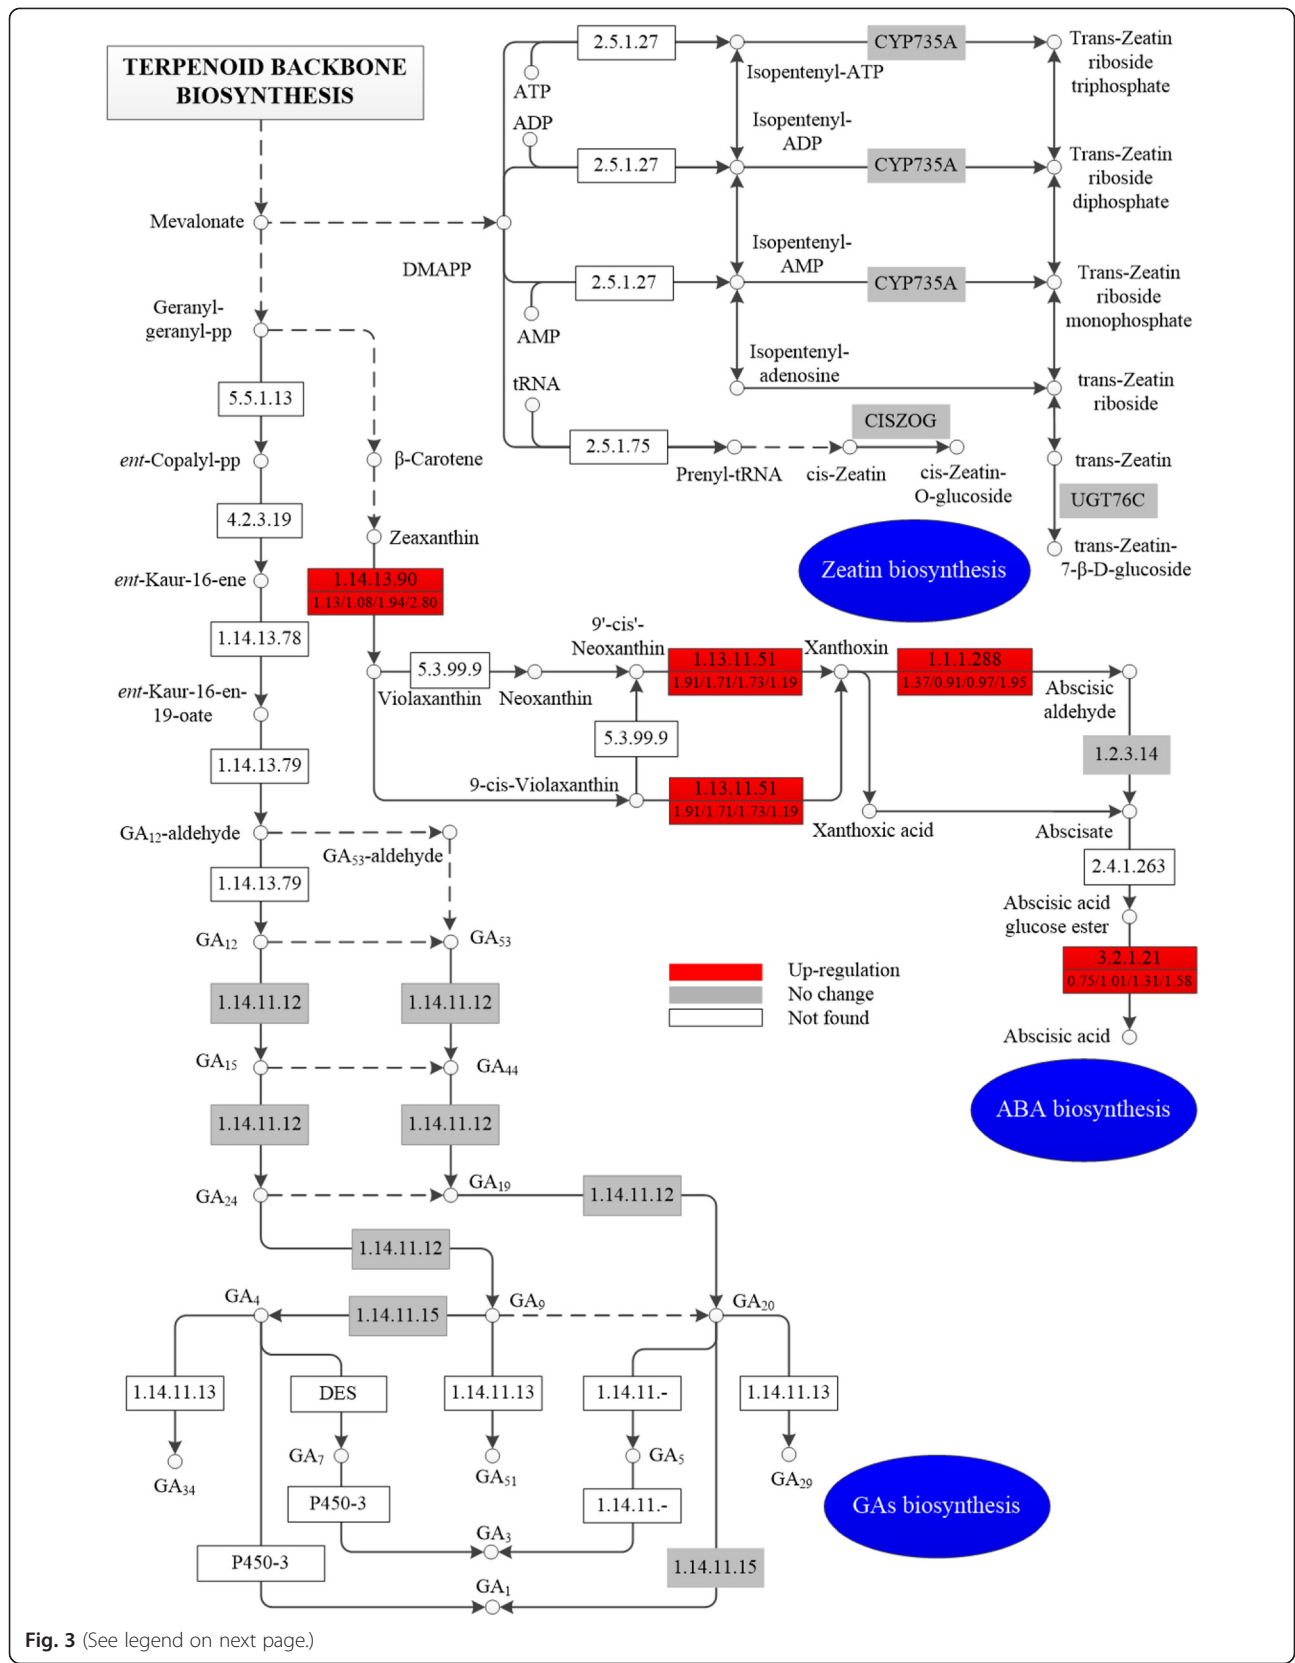 TERPENOID BACKBONE
BIOSYNTHESIS
2.5.1.27
CYP735A
Trans-Zeatin
riboside
triphosphate
Isopentenyl-ATP
ATP
ADP
Isopentenyl-
ADP
2.5.1.27
CYP735A
Trans-Zeatin
riboside
diphosphate
Mevalonate
DMAPP
Isopentenyl-
AMP
2.5.1.27
CYP735A
Trans-Zeatin
riboside
monophosphate
AMP
Geranyl-
geranyl-pp
Isopentenyl-
adenosine
trans-Zeatin
riboside
tRNA
5.5.1.13
CISZOG
2.5.1.75
Prenyl-tRNA
cis-Zeatin
cis-Zeatin-
O-glucoside
trans-Zeatin
UGT76C
trans-Zeatin-
7-β-D-glucoside
Zeatin biosynthesis
ent-Copalyl-pp
β-Carotene
4.2.3.19
Zeaxanthin
ent-Kaur-16-ene
1.14.13.90
1.13/1.08/1.94/2.80
1.14.13.78
9'-cis'-
Neoxanthin
1.13.11.51
1.91/1.71/1.73/1.19
Xanthoxin
1.1.1.288
1.37/0.91/0.97/1.95
5.3.99.9
Violaxanthin
Neoxanthin
Abscisic
aldehyde
ent-Kaur-16-en-
19-oate
5.3.99.9
1.2.3.14
1.14.13.79
9-cis-Violaxanthin
1.13.11.51
1.91/1.71/1.73/1.19
Xanthoxic acid
Abscisate
GA12-aldehyde
GA53-aldehyde
2.4.1.263
1.14.13.79
Abscisic acid
glucose ester
GA12
GA53
3.2.1.21
0.75/1.01/1.31/1.58
Up-regulation
No change
Not found
1.14.11.12
1.14.11.12
Abscisic acid
GA15
GA44
ABA biosynthesis
1.14.11.12
1.14.11.12
GA24
GA19
1.14.11.12
1.14.11.12
GA4
1.14.11.15
GA9
GA20
1.14.11.13
DES
1.14.11.13
1.14.11.-
1.14.11.13
GA34
GA7
GA51
GA5
GA29
P450-3
1.14.11.-
GAs biosynthesis
GA3
P450-3
1.14.11.15
GA1
Fig. 3 (See legend on next page.)